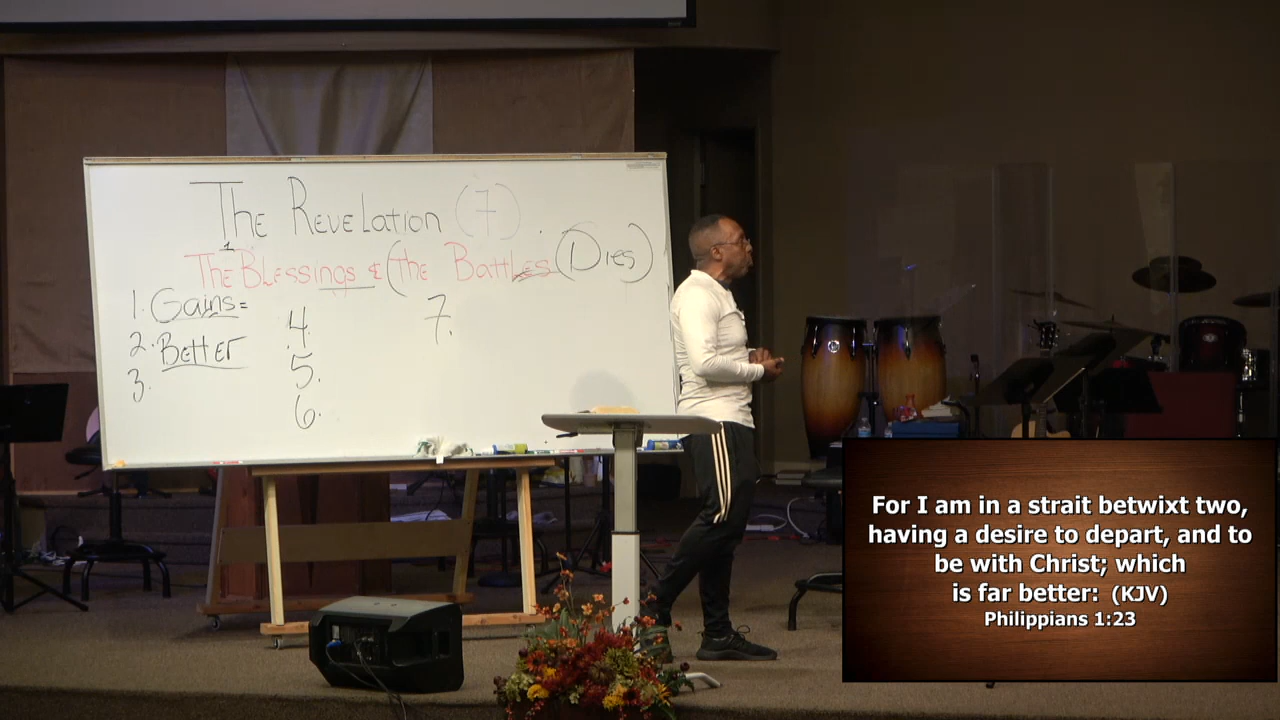 The Revelation (7)
1
The Blessings & (the Battles (Dies)
1. Gains=
2. Better
3.
4.
5.
6.
7.
For I am in a strait betwixt two,
having a desire to depart, and to
be with Christ; which
is far better: (KJV)
Philippians 1:23